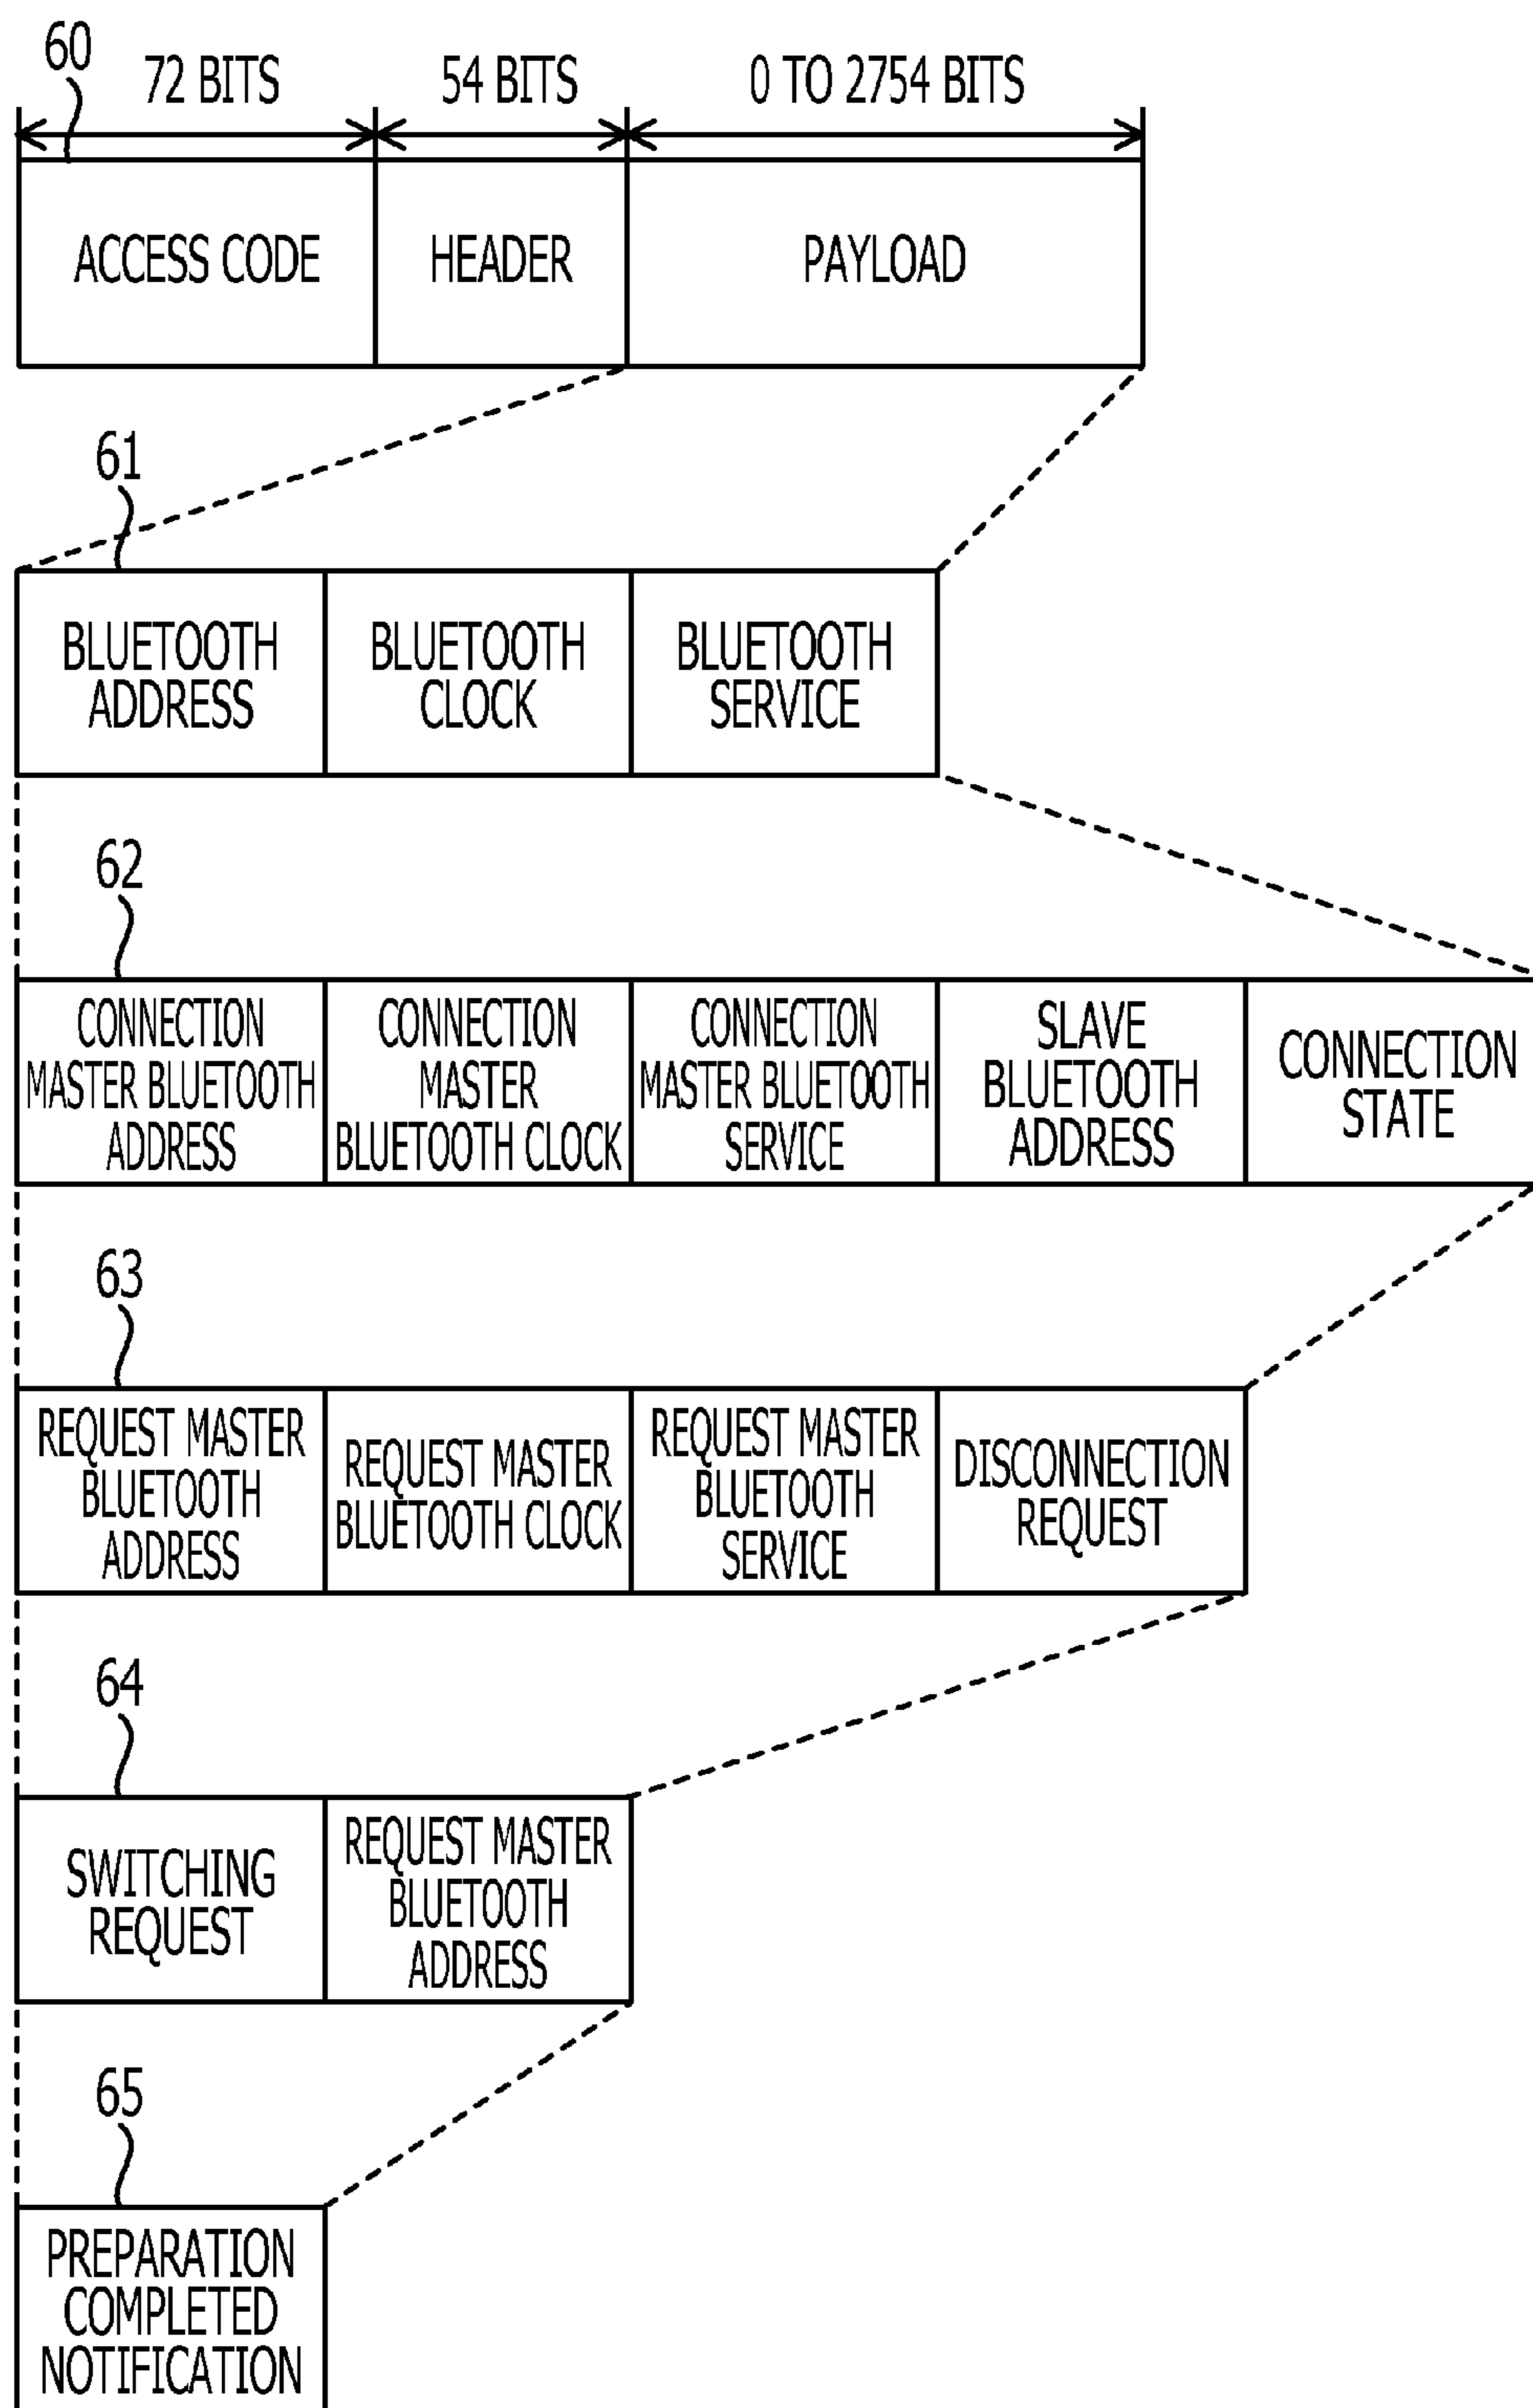 60
72 BITS 54 BITS 0 TO 2754 BITS
ACCESS CODE HEADER PAYLOAD
61
BLUETOOTH
ADDRESS
BLUETOOTH
CLOCK
BLUETOOTH
SERVICE
62
CONNECTION
MASTER BLUETOOTH
ADDRESS
CONNECTION
MASTER
BLUETOOTH CLOCK
CONNECTION
MASTER BLUETOOTH
SERVICE
SLAVE
BLUETOOTH
ADDRESS
CONNECTION
STATE
63
REQUEST MASTER
BLUETOOTH
ADDRESS
REQUEST MASTER
BLUETOOTH CLOCK
REQUEST MASTER
BLUETOOTH
SERVICE
DISCONNECTION
REQUEST
64
SWITCHING
REQUEST
REQUEST MASTER
BLUETOOTH
ADDRESS
65
PREPARATION
COMPLETED
NOTIFICATION